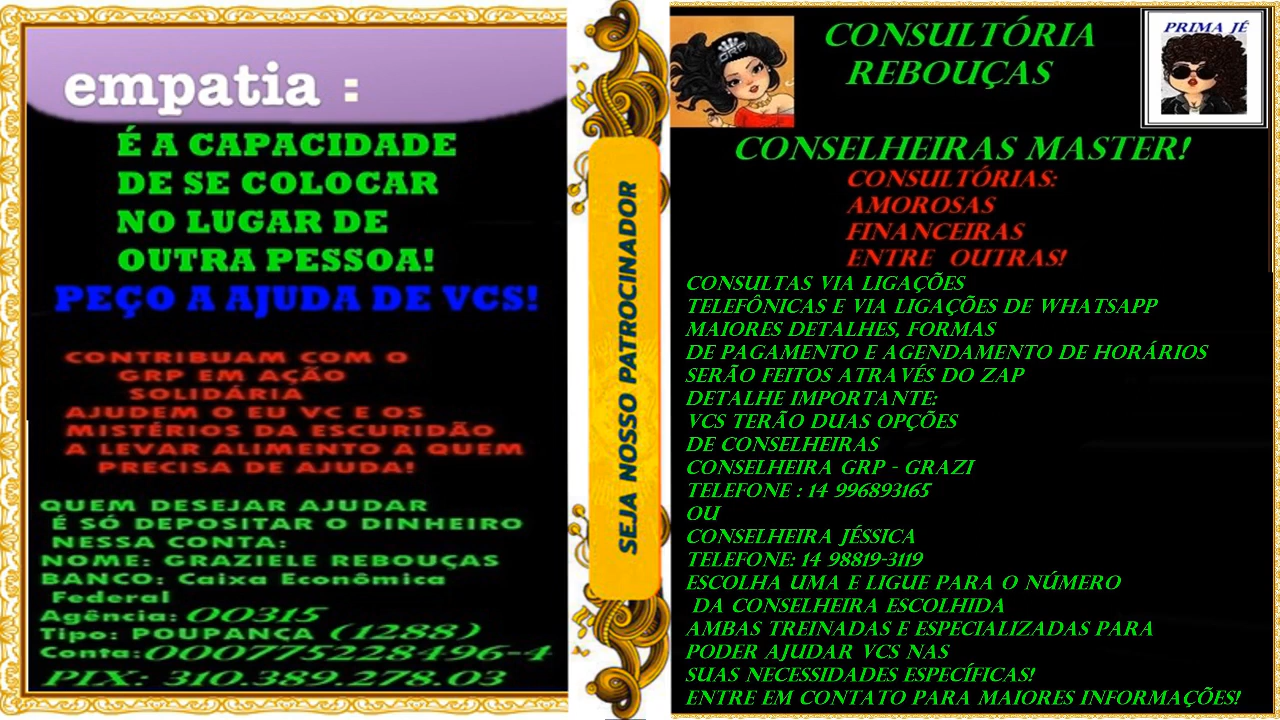 empatia :
É A CAPACIDADE
DE SE COLOCAR
NO LUGAR DE
OUTRA PESSOA!
PEÇO A AJUDA DE VCS!
CONTRIBUAM COM O
GRP EM AÇÃO
SOLIDÁRIA
AJUDEM O EU VC E OS
MISTÉRIOS DA ESCURIDÃO
A LEVAR ALIMENTO A QUEM
PRECISA DE AJUDA!
QUEM DESEJAR AJUDAR
É SÓ DEPOSITAR O DINHEIRO
NESSA CONTA:
NOME: GRAZIELE REBOUÇAS
BANCO: Caixa Econômica
Federal
Agência: 00315
Tipo: POUPANÇA (1288)
Conta:000775228496-4
PIX: 310.389.278.03
SEJA NOSSO PATROCINADOR
GRP
CONSULTÓRIA
REBOUÇAS
PRIMA JÉ
CONSELHEIRAS MASTER!
CONSULTÓRIAS:
AMOROSAS
FINANCEIRAS
ENTRE OUTRAS!
CONSULTAS VIA LIGAÇÕES
TELEFÔNICAS E VIA LIGAÇÕES DE WHATSAPP
MAIORES DETALHES, FORMAS
DE PAGAMENTO E AGENDAMENTO DE HORÁRIOS
SERÃO FEITOS ATRAVÉS DO ZAP
DETALHE IMPORTANTE:
VCS TERÃO DUAS OPÇÕES
DE CONSELHEIRAS
CONSELHEIRA GRP - GRAZI
TELEFONE : 14 996893165
OU
CONSELHEIRA JÉSSICA
TELEFONE: 14 98819-3119
ESCOLHA UMA E LIGUE PARA O NÚMERO
DA CONSELHEIRA ESCOLHIDA
AMBAS TREINADAS E ESPECIALIZADAS PARA
PODER AJUDAR VCS NAS
SUAS NECESSIDADES ESPECÍFICAS!
ENTRE EM CONTATO PARA MAIORES INFORMAÇÕES!